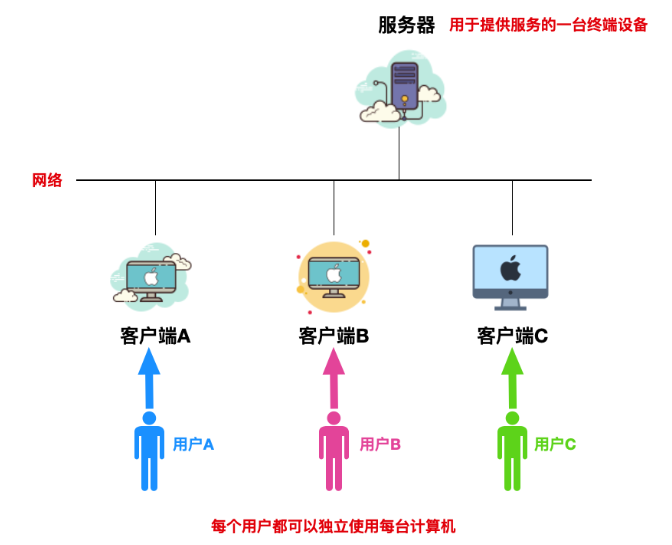 服务器 用于提供服务的一台终端设备
网络
客户端A 客户端B 客户端C
用户A 用户B 用户C
每个用户都可以独立使用每台计算机